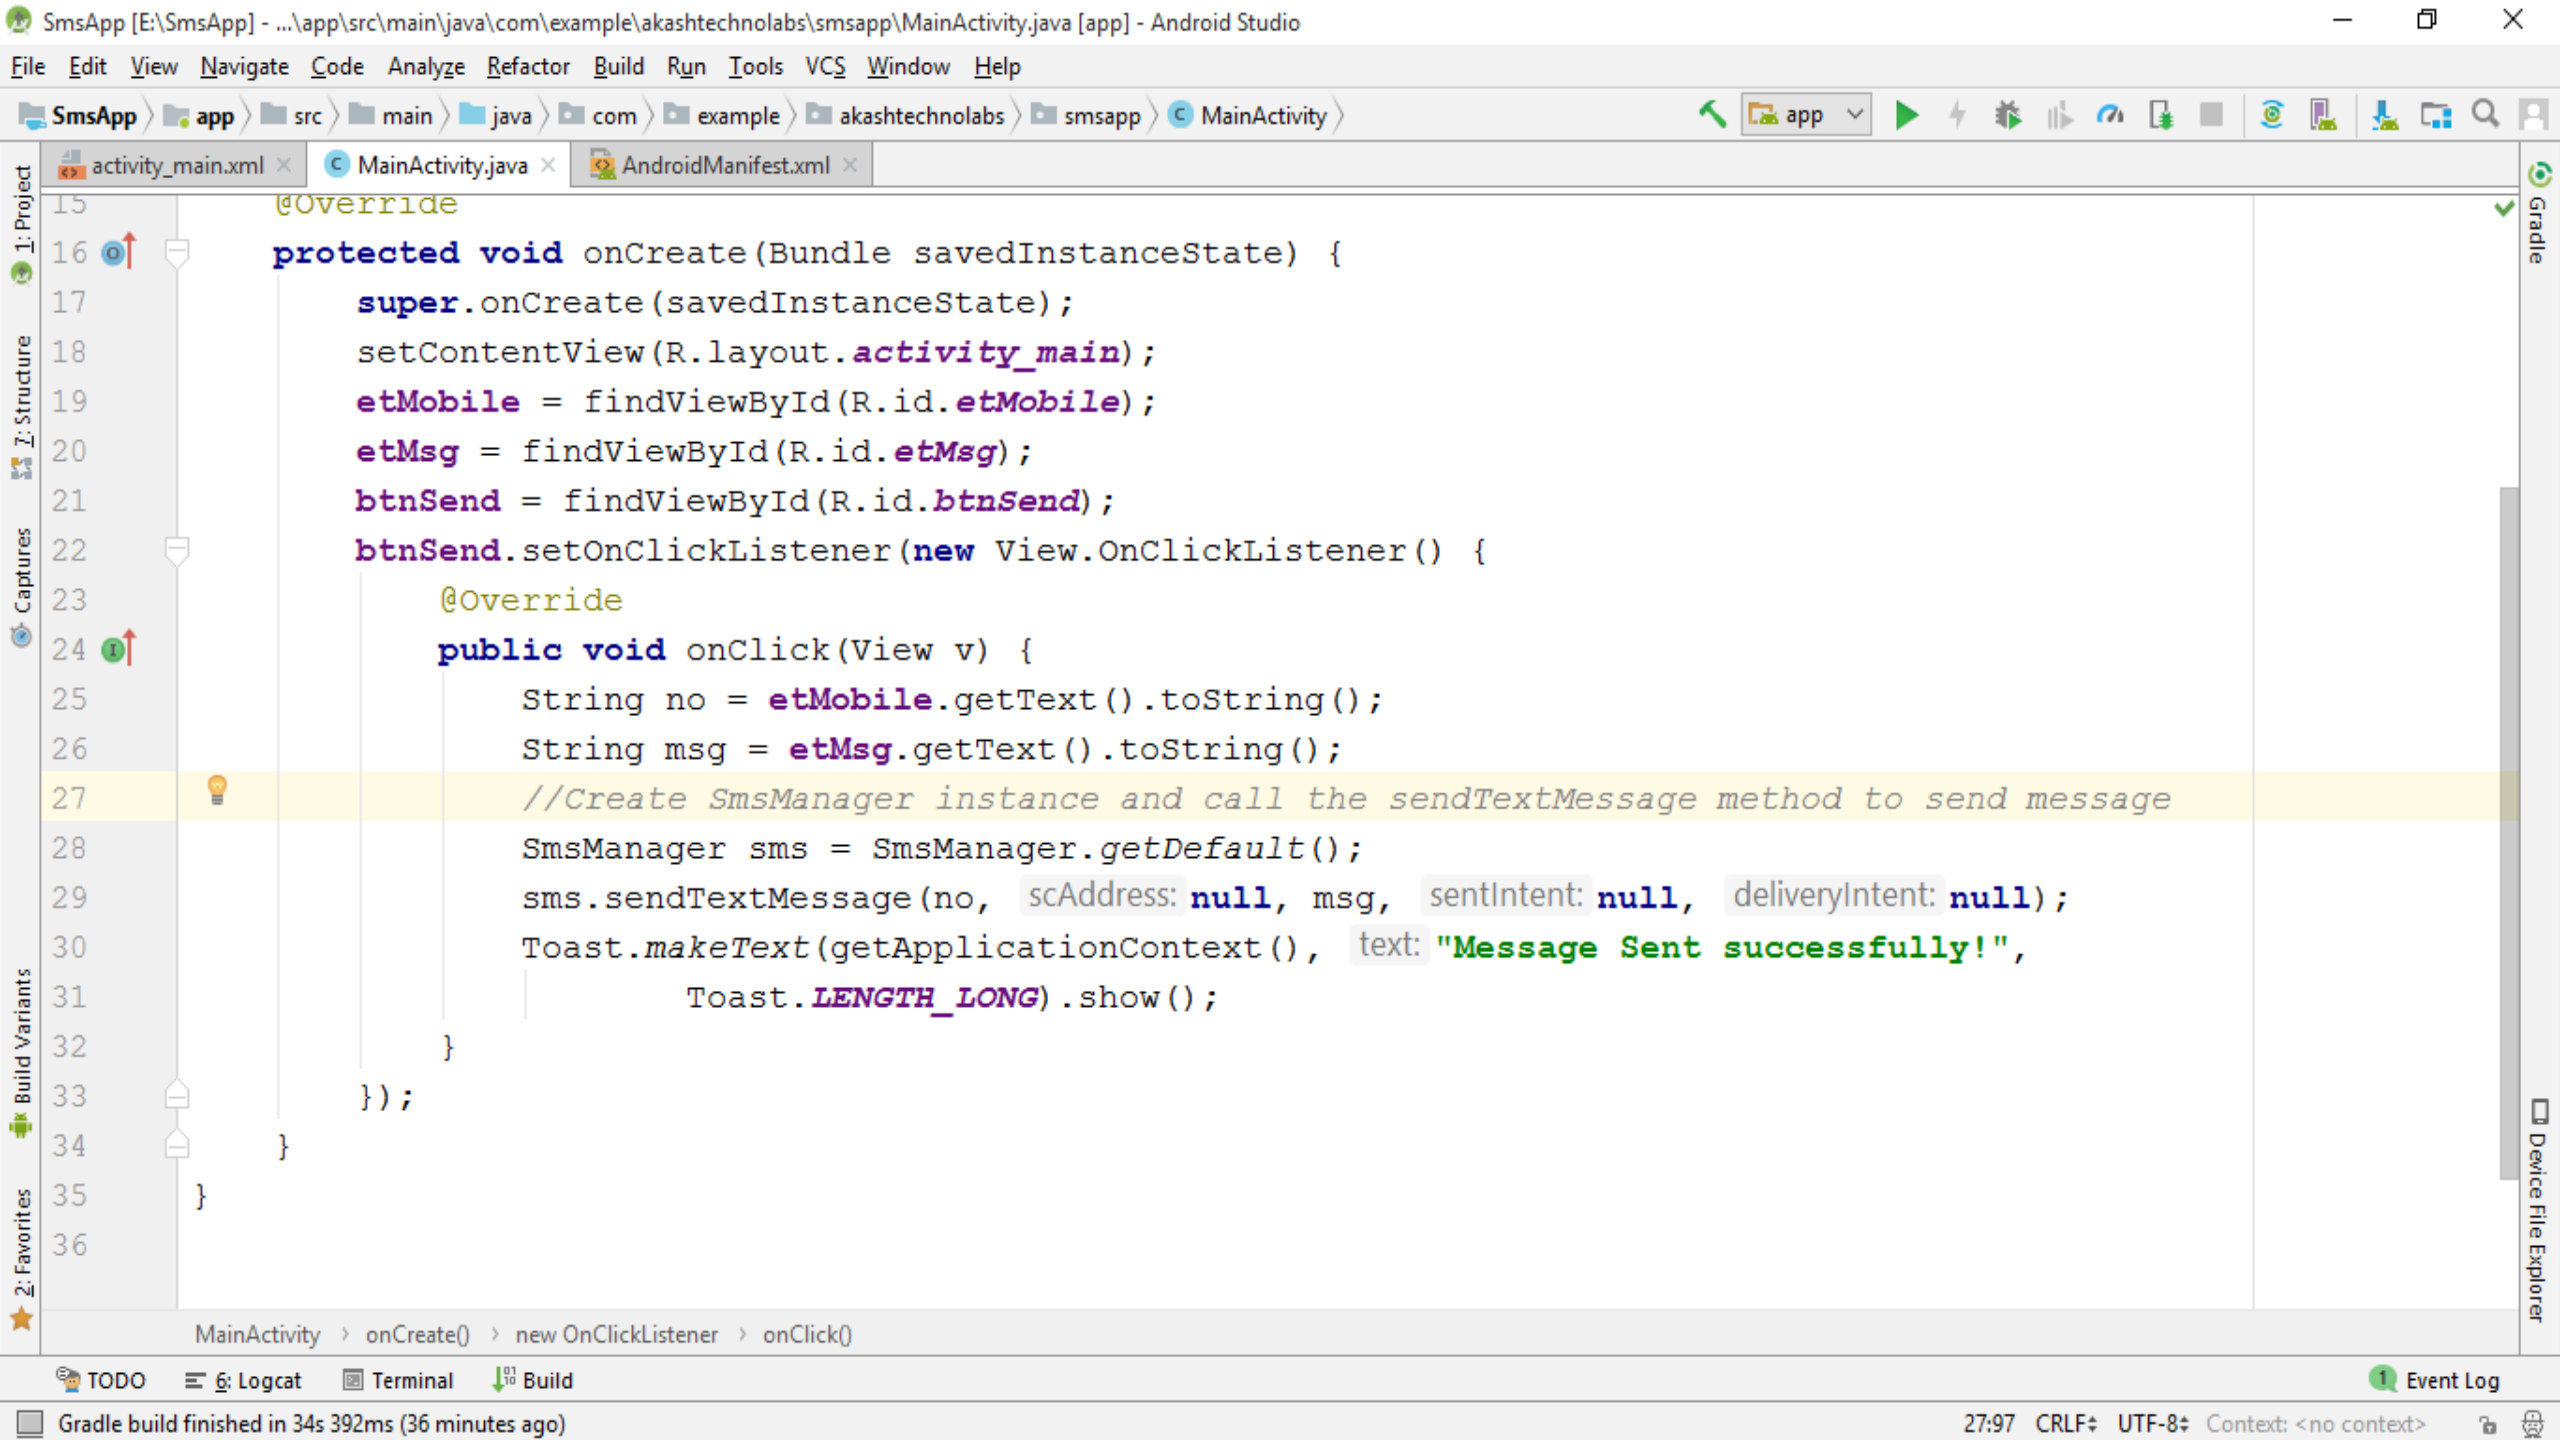 SmsApp [E:\SmsApp] - ...\app\src\main\java\com\example\akashtechnolabs\smsapp\MainActivity.java [app] - Android Studio
File Edit View Navigate Code Analyze Refactor Build Run Tools VCS Window Help
SmsApp app src main java com example akashtechnolabs smsapp MainActivity app
activity_main.xml MainActivity.java AndroidManifest.xml
1: Project
7: Structure
Captures
Build Variants
2: Favorites
15 @Override
16 protected void onCreate(Bundle savedInstanceState) {
17 super.onCreate(savedInstanceState);
18 setContentView(R.layout.activity_main);
19 etMobile = findViewById(R.id.etMobile);
20 etMsg = findViewById(R.id.etMsg);
21 btnSend = findViewById(R.id.btnSend);
22 btnSend.setOnClickListener(new View.OnClickListener() {
23 @Override
24 public void onClick(View v) {
25 String no = etMobile.getText().toString();
26 String msg = etMsg.getText().toString();
27 //Create SmsManager instance and call the sendTextMessage method to send message
28 SmsManager sms = SmsManager.getDefault();
29 sms.sendTextMessage(no, scAddress: null, msg, sentIntent: null, deliveryIntent: null);
30 Toast.makeText(getApplicationContext(), text: "Message Sent successfully!",
31 Toast.LENGTH_LONG).show();
32 }
33 });
34 }
35 }
36
Gradle
Device File Explorer
MainActivity › onCreate() › new OnClickListener › onClick()
TODO 6: Logcat Terminal Build 1 Event Log
Gradle build finished in 34s 392ms (36 minutes ago) 27:97 CRLF UTF-8 Context: <no context>